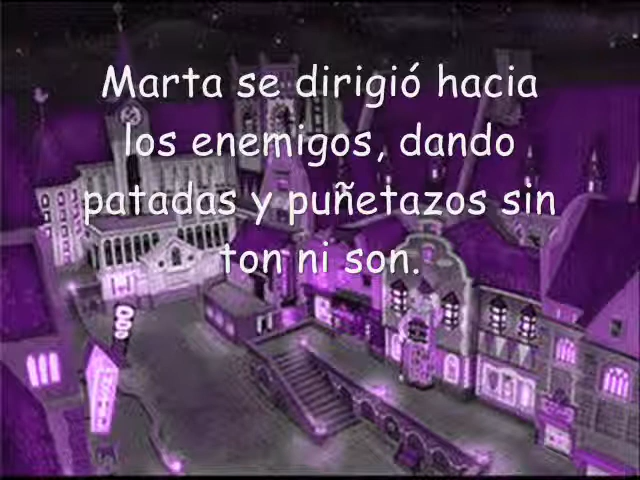 Marta se dirigió hacia
los enemigos, dando
patadas y puñetazos sin
ton ni son.